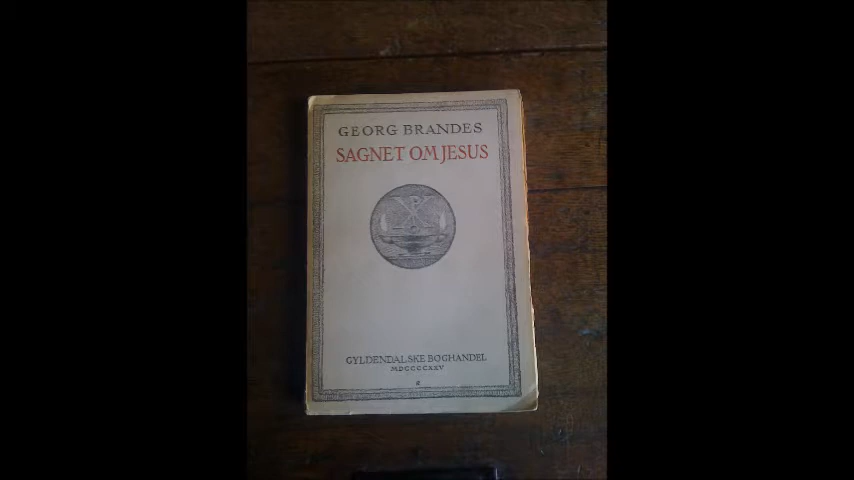 GEORG BRANDES
SAGNET OM JESUS
GYLDENDALSKE BOGHANDEL
MDCCCCXXV